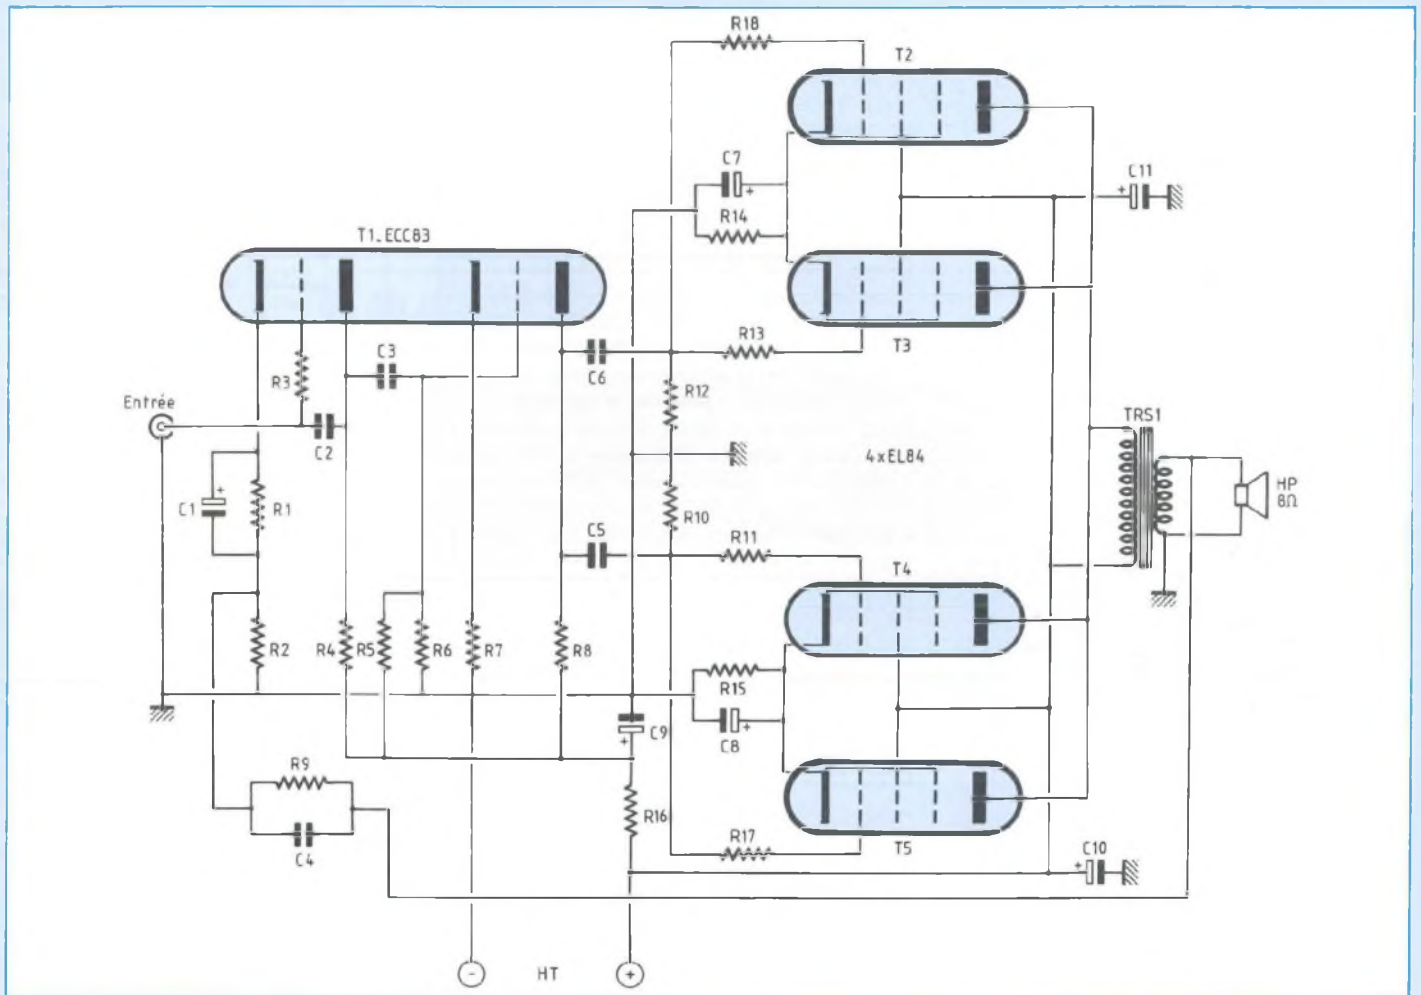 R18
T2
C7
+
R14
C11
+
T1_ECC83
T3
R13
C3
C6
R3
R12
Entrée
C2
TRS1
4xEL84
HP
8Ω
C1
+
R1
R10
C5
R11
T4
R2
R4
R5
R6
R7
R8
R15
C9
+
C8
+
R9
R16
C4
R17
T5
C10
+
-
HT
+